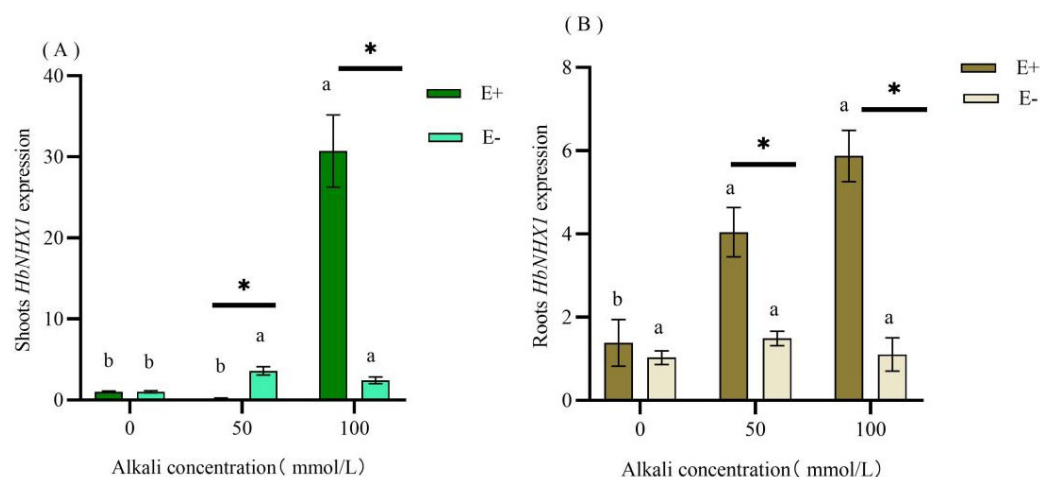 ( A )
*
40
a
E+
E-
30
Shoots HbNHX1 expression
20
*
10
b
b
b
a
a
0
0
50
100
Alkali concentration( mmol/L)
( B )
8
E+
*
E-
a
6
*
a
Roots HbNHX1 expression
4
b
a
a
a
2
0
0
50
100
Alkali concentration( mmol/L)